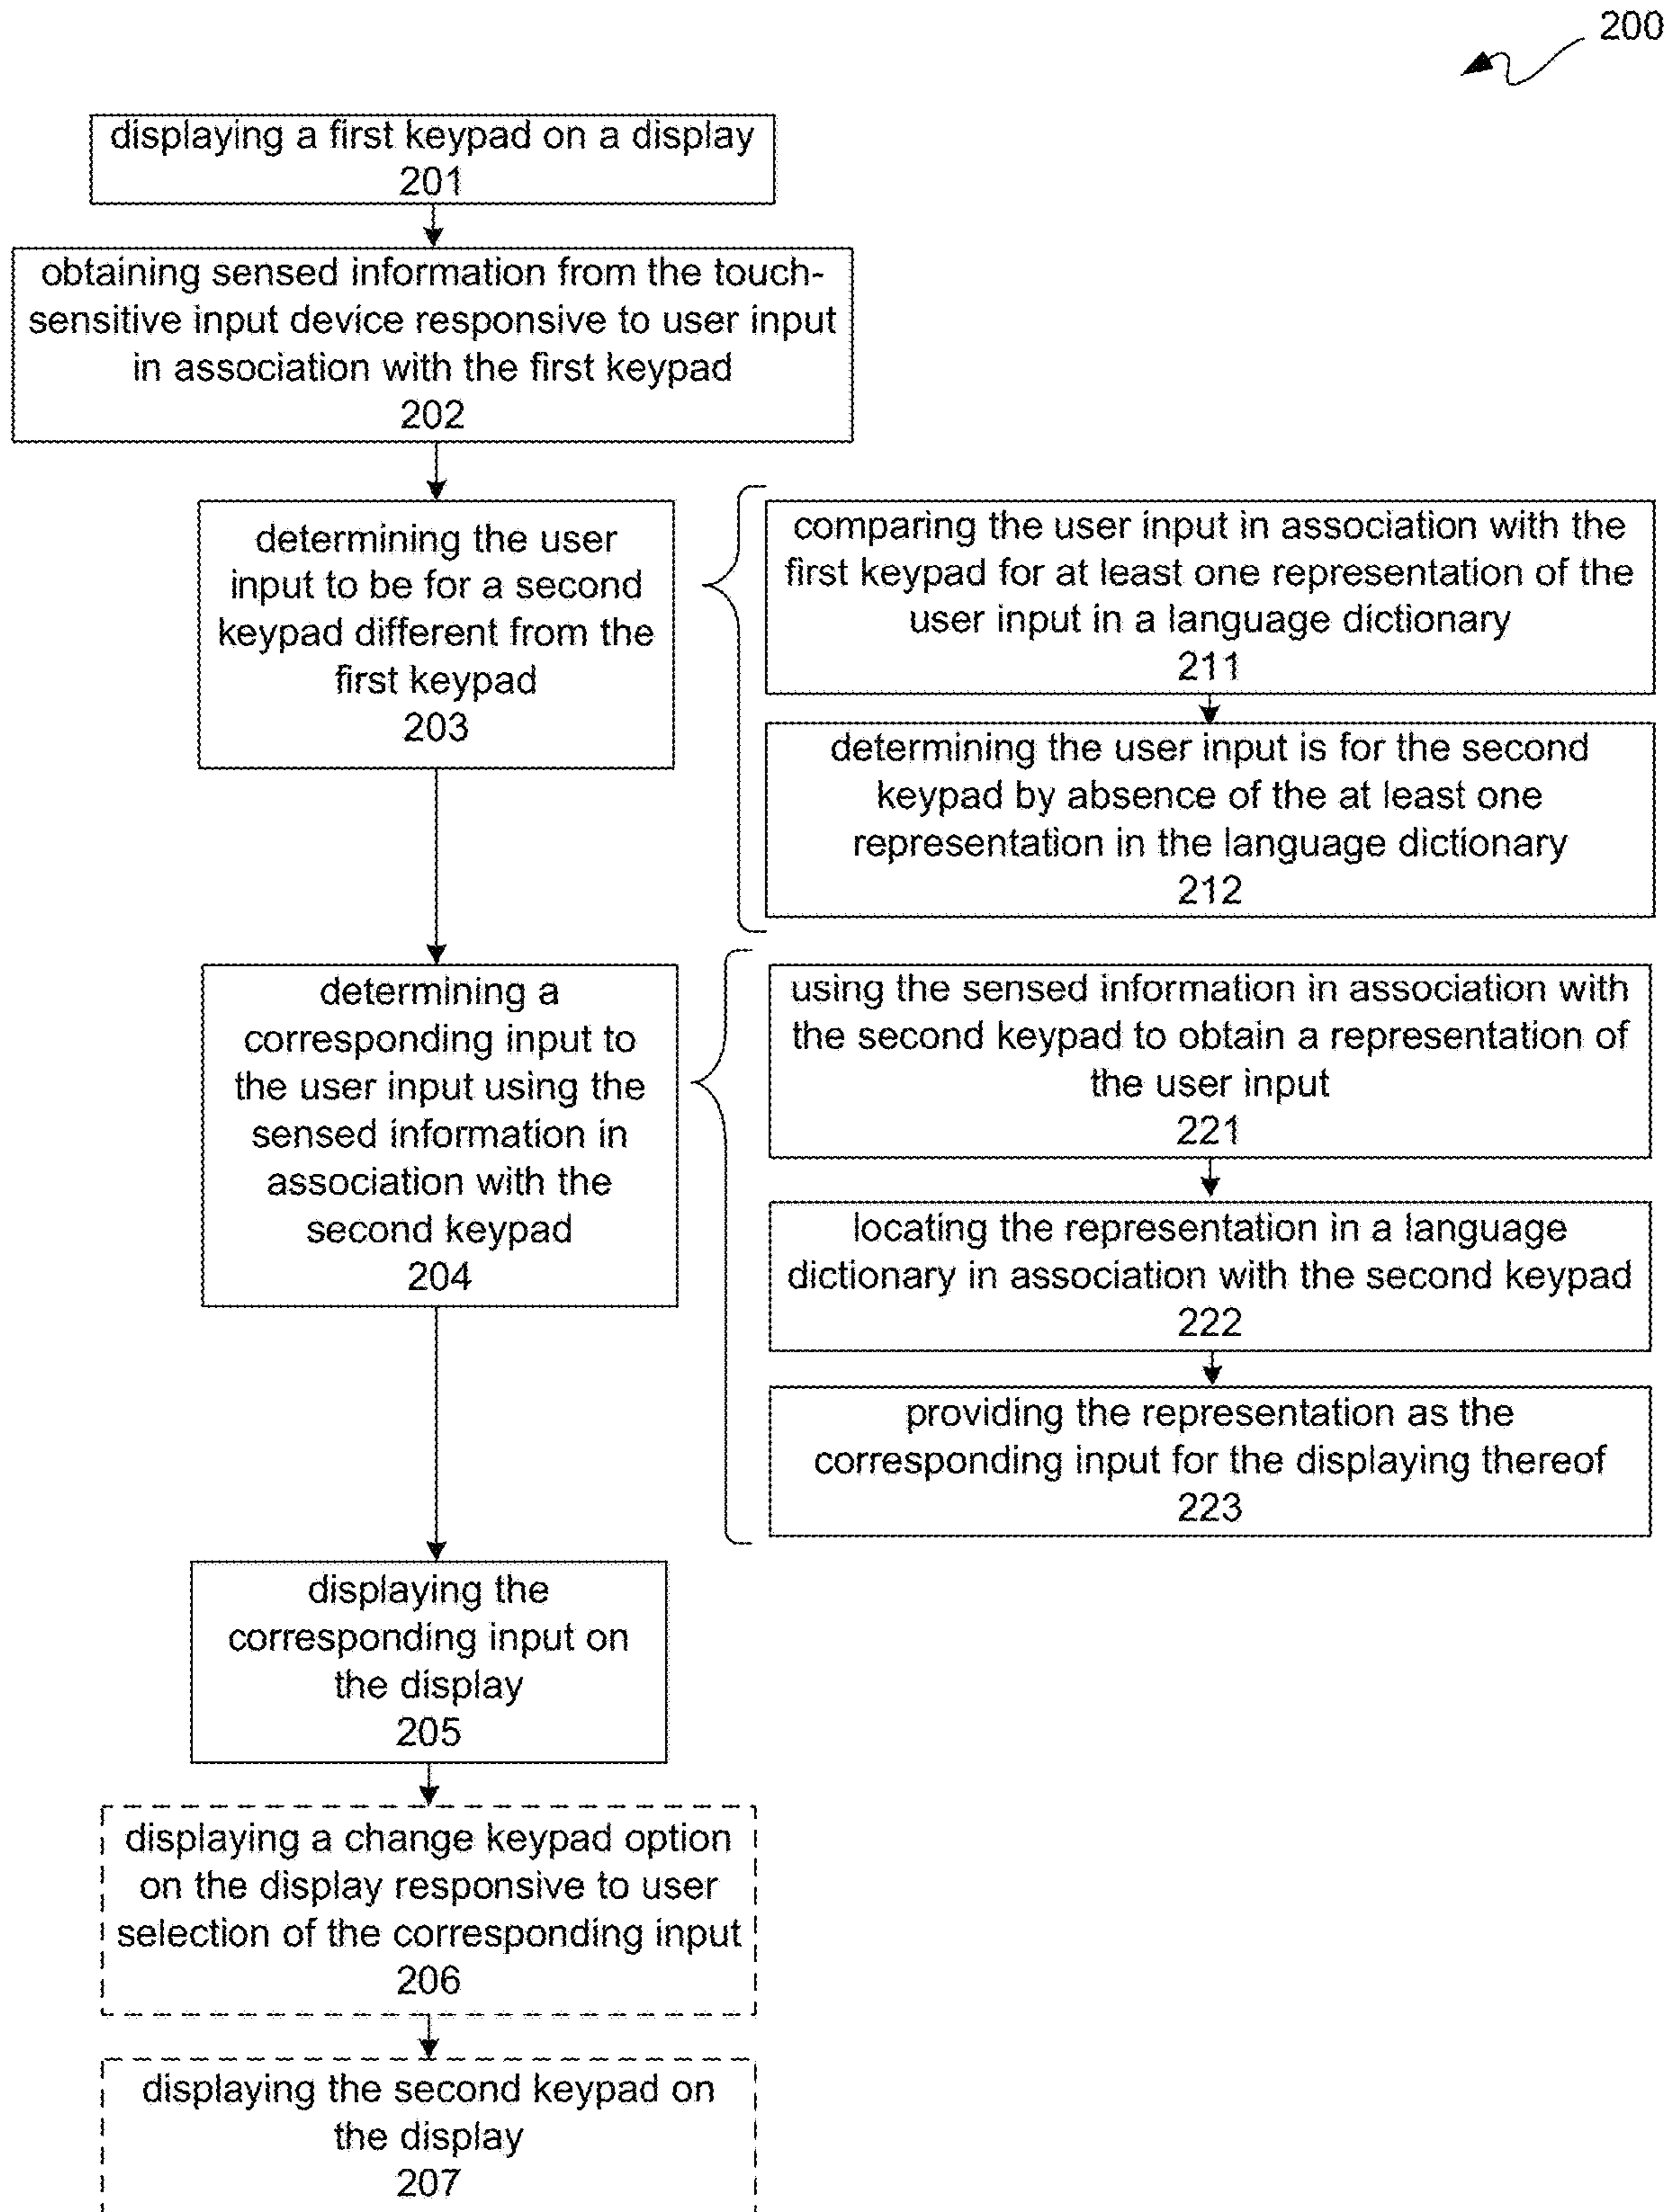 200
displaying a first keypad on a display
201
obtaining sensed information from the touch-
sensitive input device responsive to user input
in association with the first keypad
202
determining the user
input to be for a second
keypad different from the
first keypad
203
comparing the user input in association with the
first keypad for at least one representation of the
user input in a language dictionary
211
determining the user input is for the second
keypad by absence of the at least one
representation in the language dictionary
212
determining a
corresponding input to
the user input using the
sensed information in
association with the
second keypad
204
using the sensed information in association with
the second keypad to obtain a representation of
the user input
221
locating the representation in a language
dictionary in association with the second keypad
222
providing the representation as the
corresponding input for the displaying thereof
223
displaying the
corresponding input on
the display
205
displaying a change keypad option
on the display responsive to user
selection of the corresponding input
206
displaying the second keypad on
the display
207